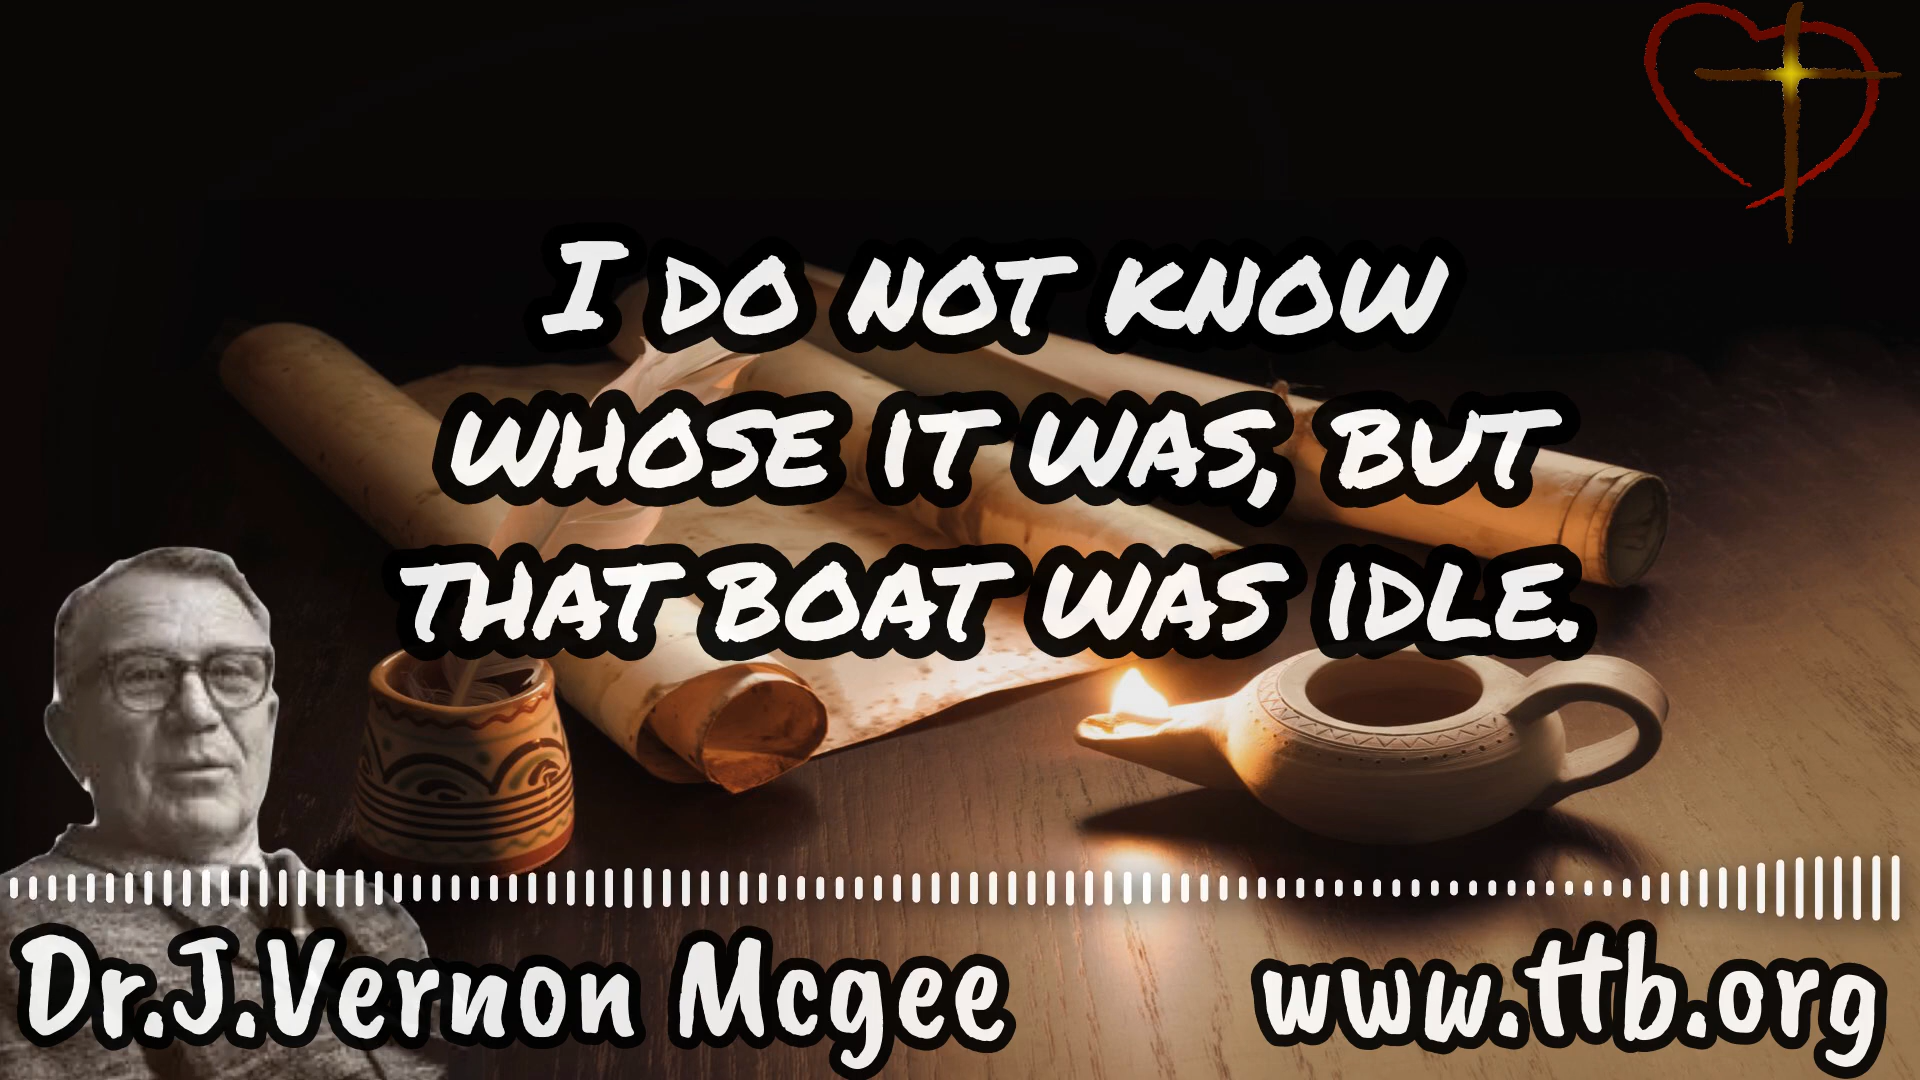 I DO NOT KNOW
WHOSE IT WAS, BUT
THAT BOAT WAS IDLE.
Dr.J.Vernon Mcgee
www.ttb.org